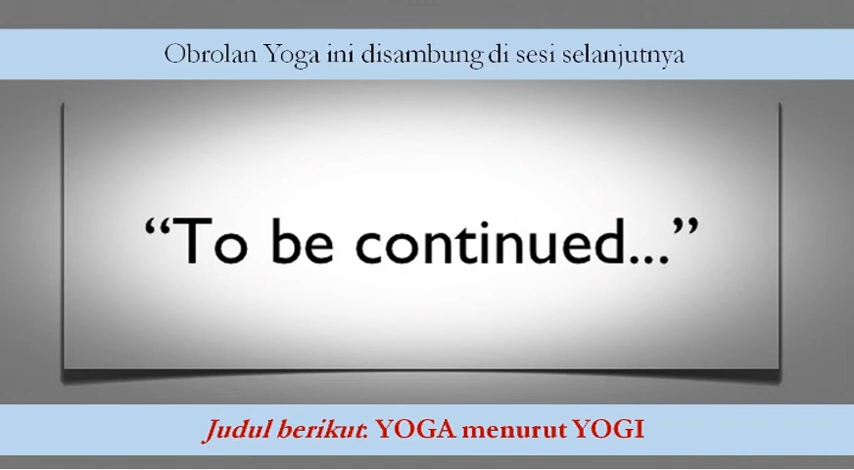 Obrolan Yoga ini disambung di sesi selanjutnya
“To be continued...”
Judul berikut: YOGA menurut YOGI